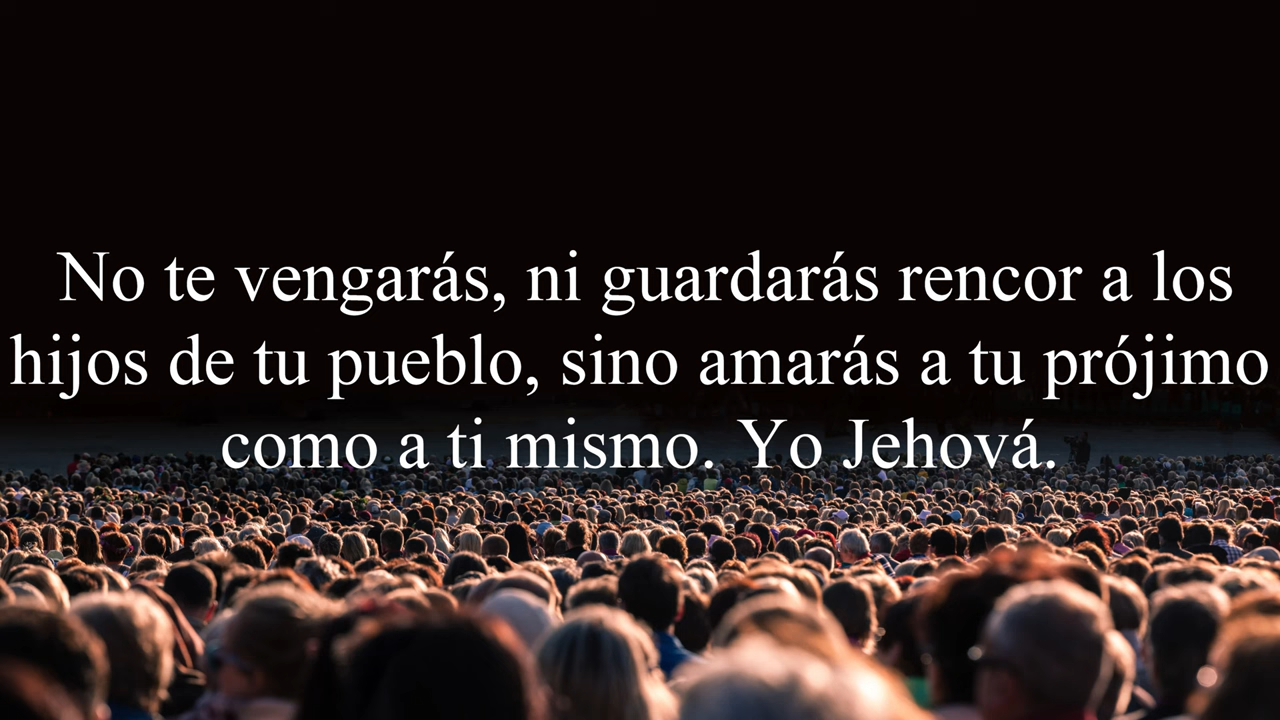 No te vengarás, ni guardarás rencor a los
hijos de tu pueblo, sino amarás a tu prójimo
como a ti mismo. Yo Jehová.